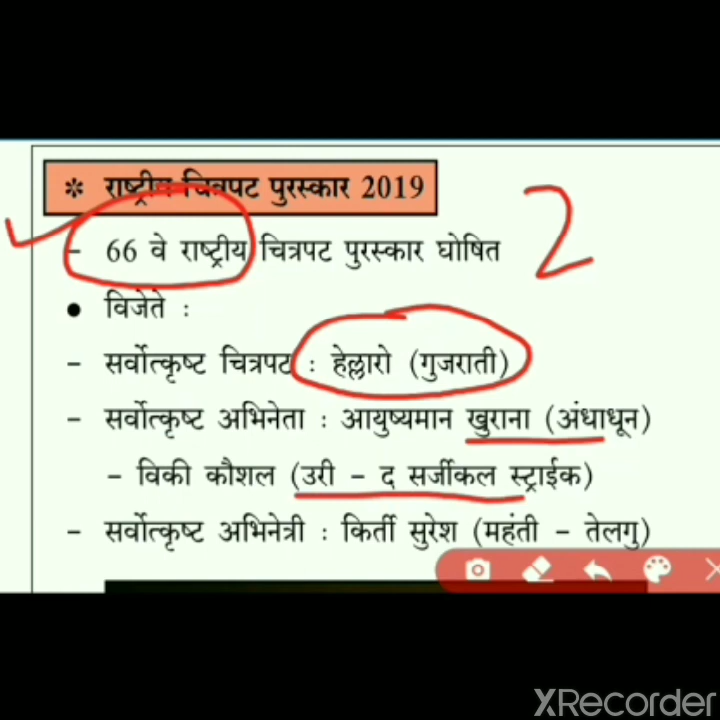 * राष्ट्रीय चित्रपट पुरस्कार 2019
- 66 वे राष्ट्रीय चित्रपट पुरस्कार घोषित
2
• विजेते :
- सर्वोत्कृष्ट चित्रपट : हेल्लारो (गुजराती)
- सर्वोत्कृष्ट अभिनेता : आयुष्यमान खुराना (अंधाधून)
- विकी कौशल (उरी - द सर्जीकल स्ट्राईक)
- सर्वोत्कृष्ट अभिनेत्री : किर्ती सुरेश (महंती - तेलगु)
XRecorder